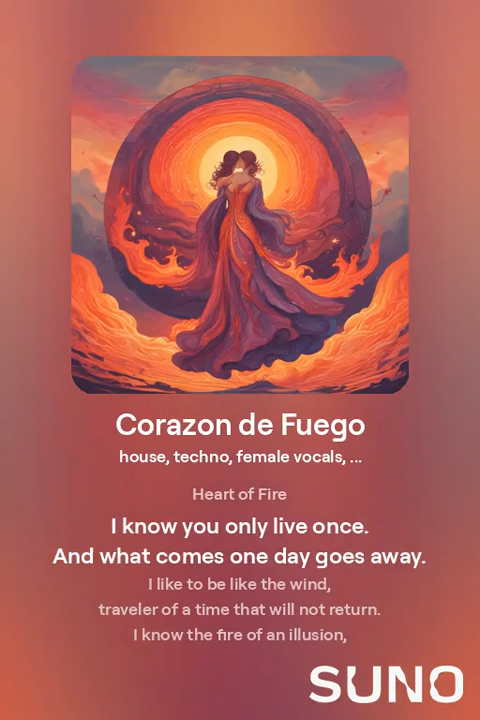 Corazon de Fuego
house, techno, female vocals, ...
Heart of Fire
I know you only live once.
And what comes one day goes away.
I like to be like the wind,
traveler of a time that will not return.
I know the fire of an illusion,
SUNO